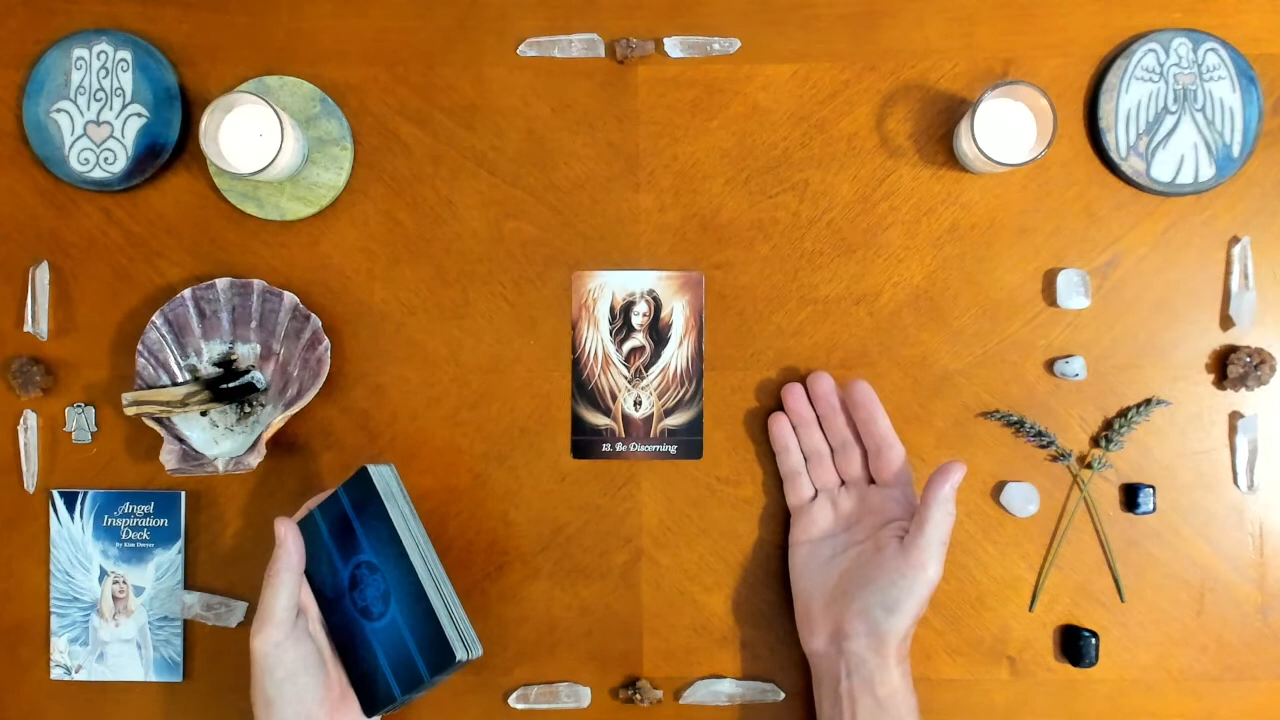 13. Be Discerning
Angel
Inspiration
Deck
By Kim Dreyer